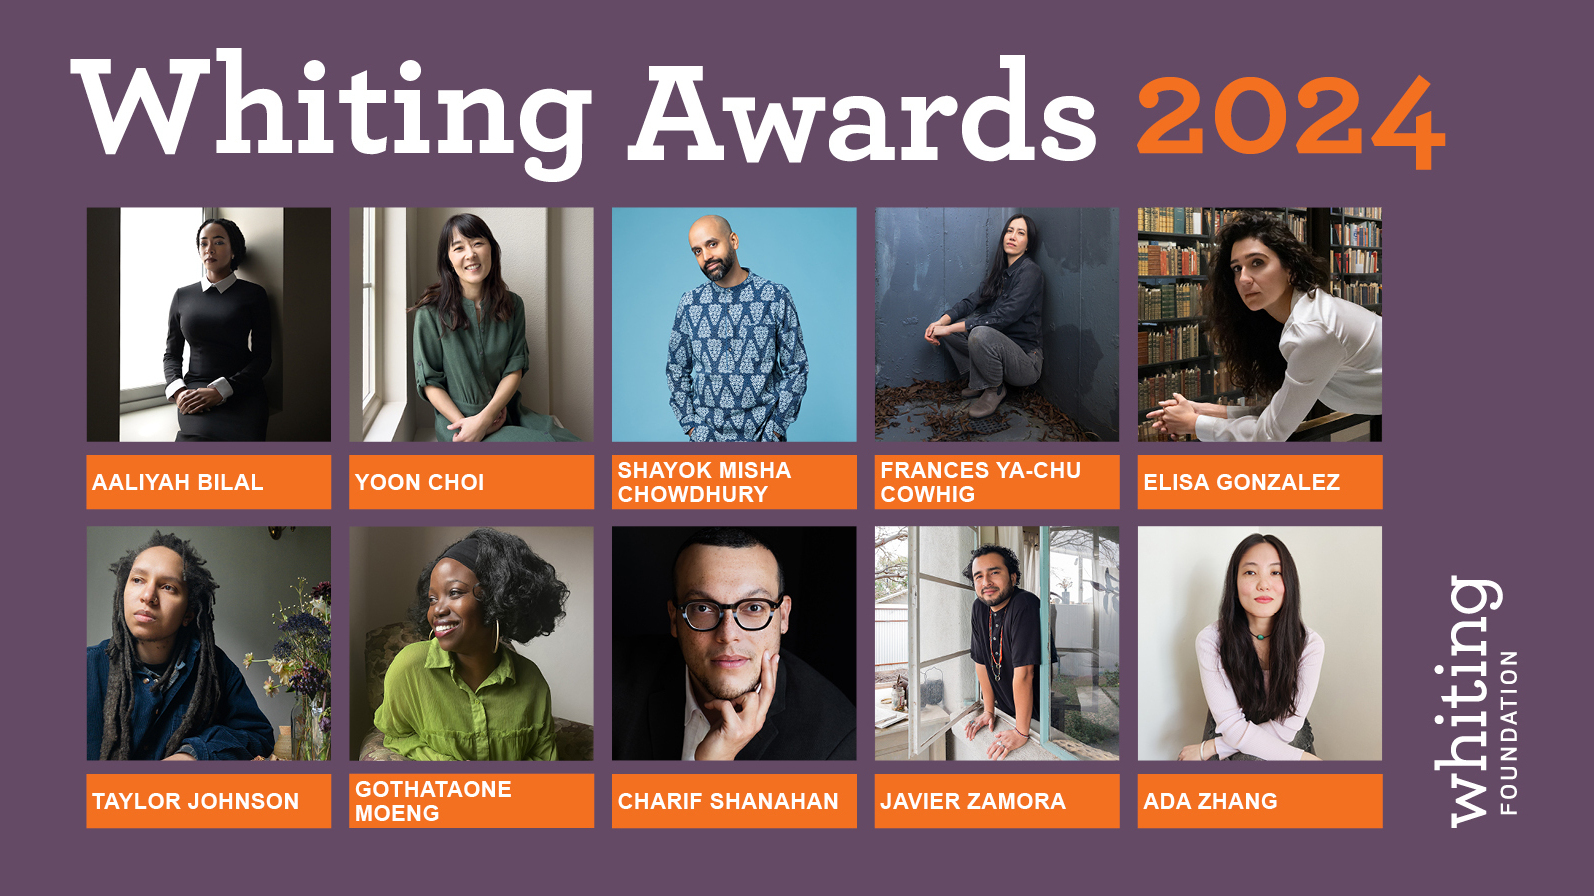 Whiting Awards 2024
AALIYAH BILAL
YOON CHOI
SHAYOK MISHA
CHOWDHURY
FRANCES YA-CHU
COWHIG
ELISA GONZALEZ
TAYLOR JOHNSON
GOTHATAONE
MOENG
CHARIF SHANAHAN
JAVIER ZAMORA
ADA ZHANG
whiting
FOUNDATION